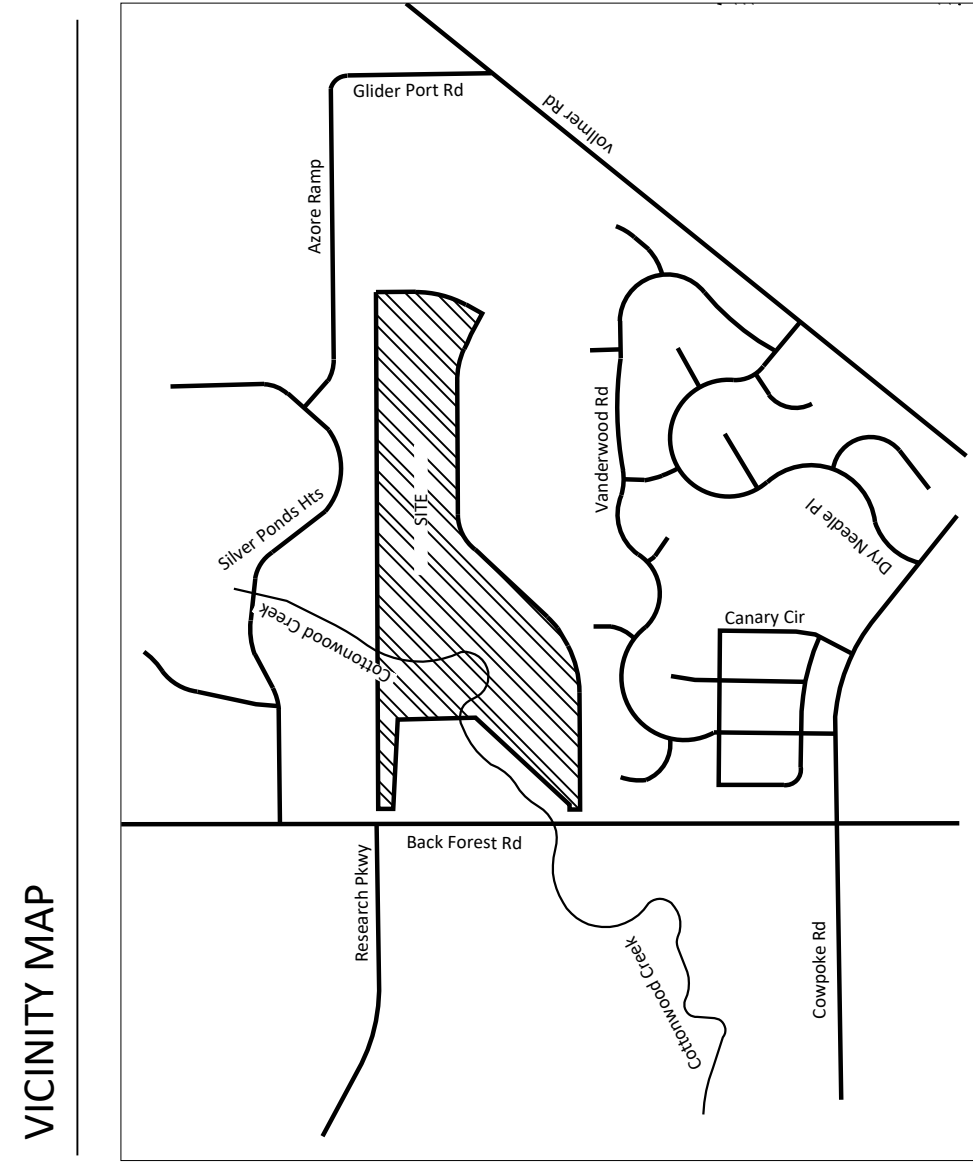 VICINITY MAP
Glider Port Rd
vollmer Rd
Azore Ramp
Vanderwood Rd
SITE
Silver Ponds Hts
Dry Needle Pl
Cottonwood Creek
Canary Cir
Back Forest Rd
Research Pkwy
Cottonwood Creek
Cowpoke Rd